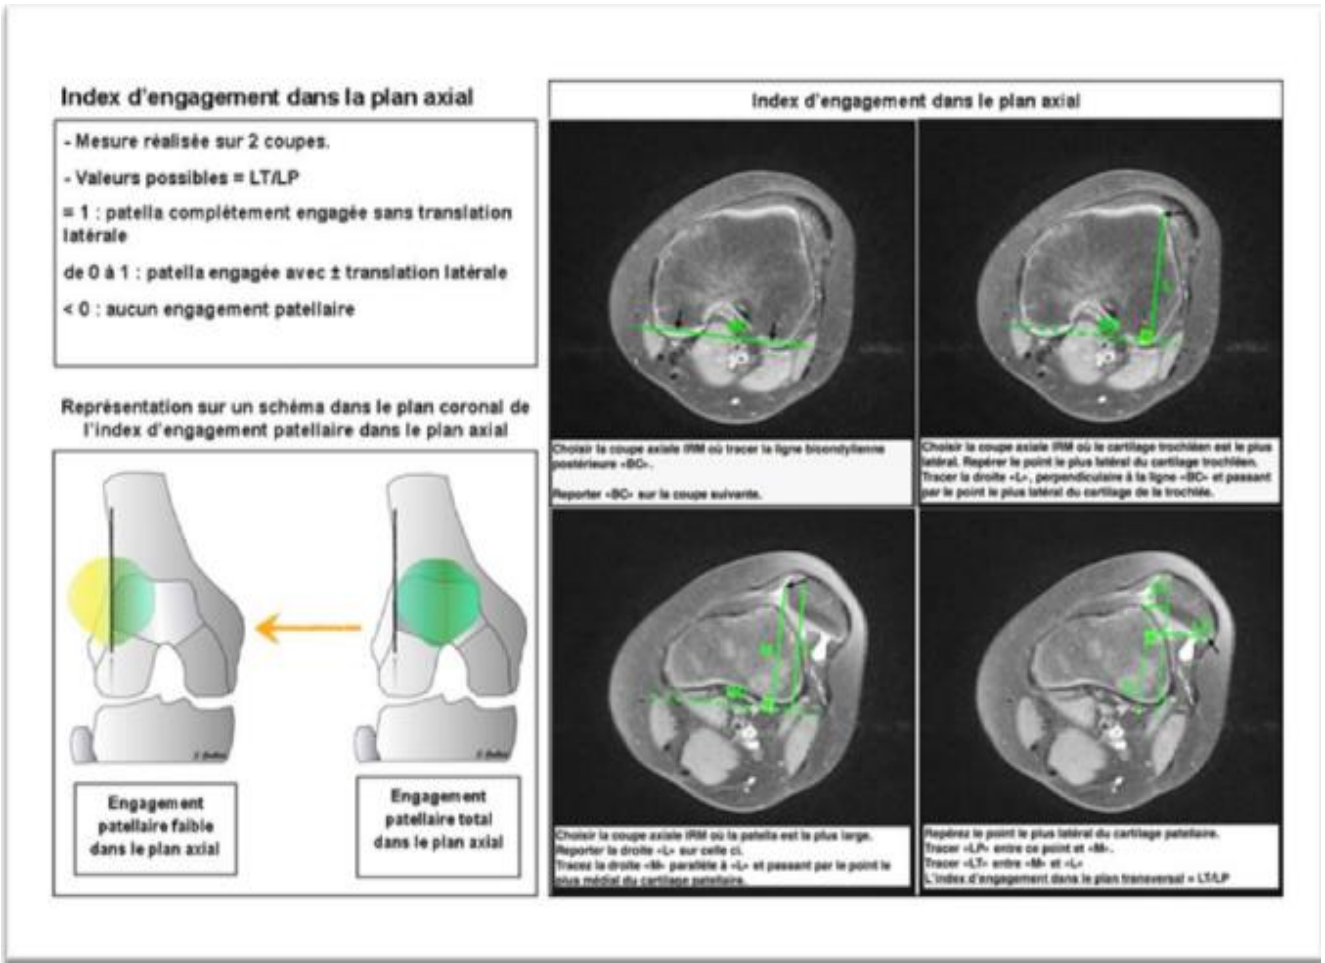 Index d'engagement dans la plan axial
- Mesure réalisée sur 2 coupes.
- Valeurs possibles = LT/LP
= 1 : patella complètement engagée sans translation
latérale
de 0 à 1 : patella engagée avec ± translation latérale
< 0 : aucun engagement patellaire
Représentation sur un schéma dans le plan coronal de
l'index d'engagement patellaire dans le plan axial
Engagement
patellaire faible
dans le plan axial
Engagement
patellaire total
dans le plan axial
Index d'engagement dans le plan axial
Choisir la coupe axiale IRM où tracer la ligne bicondylienne
postérieure «BC».
Reporter «BC» sur la coupe suivante.
Choisir la coupe axiale IRM où le cartilage trochléen est le plus
latéral. Repérer le point le plus latéral du cartilage trochléen.
Tracer la droite «L», perpendiculaire à la ligne «BC» et passant
par le point le plus latéral du cartilage de la trochlée.
Choisir la coupe axiale IRM où la patella est la plus large.
Reporter la droite «L» sur celle ci.
Tracez la droite «M» parallèle à «L» et passant par le point le
plus médial du cartilage patellaire.
Repérez le point le plus latéral du cartilage patellaire.
Tracer «LP» entre ce point et «M».
Tracer «LT» entre «M» et «L»
L'index d'engagement dans le plan transversal = LT/LP